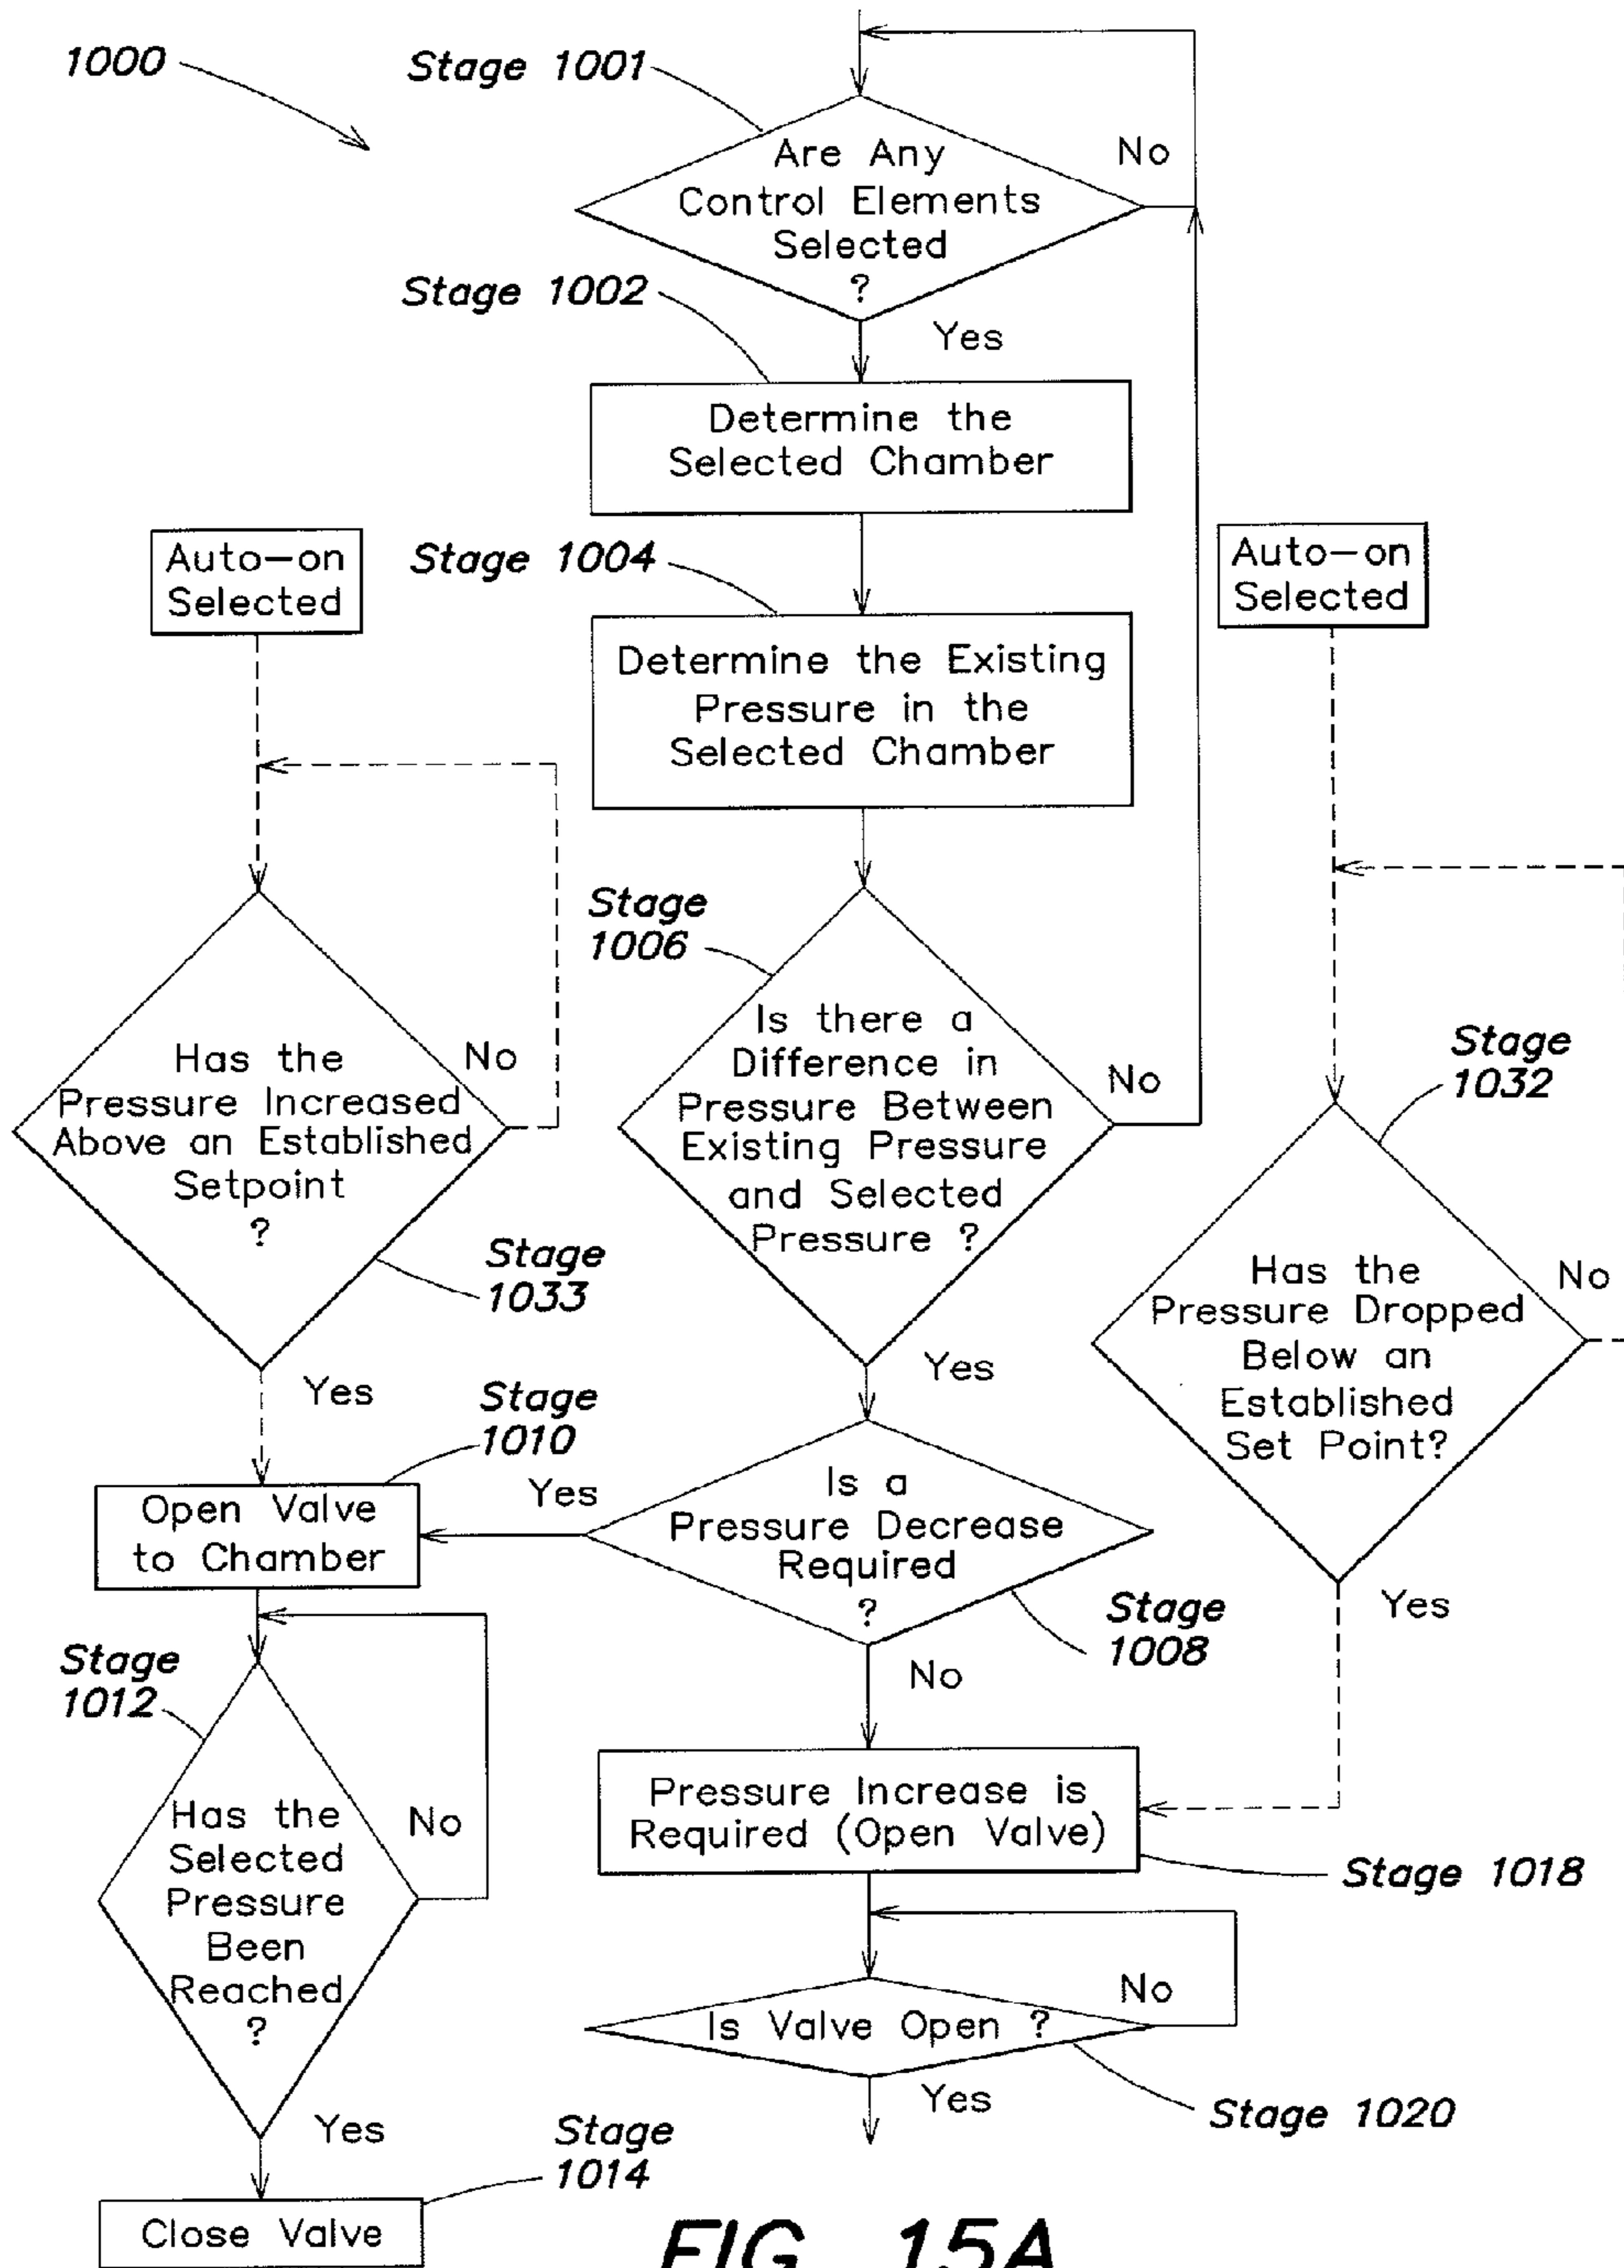 1000
Stage 1001
Are Any
Control Elements
Selected
?
No
Yes
Stage 1002
Determine the
Selected Chamber
Auto-on
Selected
Stage 1004
Determine the Existing
Pressure in the
Selected Chamber
Auto-on
Selected
Stage
1006
Is there a
Difference in
Pressure Between
Existing Pressure
and Selected
Pressure ?
No
Yes
Has the
Pressure Increased
Above an Established
Setpoint
?
No
Stage
1033
Yes
Stage
1032
Has the
Pressure Dropped
Below an
Established
Set Point?
No
Yes
Stage
1010
Open Valve
to Chamber
Yes
Is a
Pressure Decrease
Required
?
Stage
1008
No
Stage
1012
Has the
Selected
Pressure
Been
Reached
?
No
Yes
Pressure Increase is
Required (Open Valve)
Stage 1018
Is Valve Open ?
No
Yes
Stage 1020
Stage
1014
Close Valve
FIG. 15A